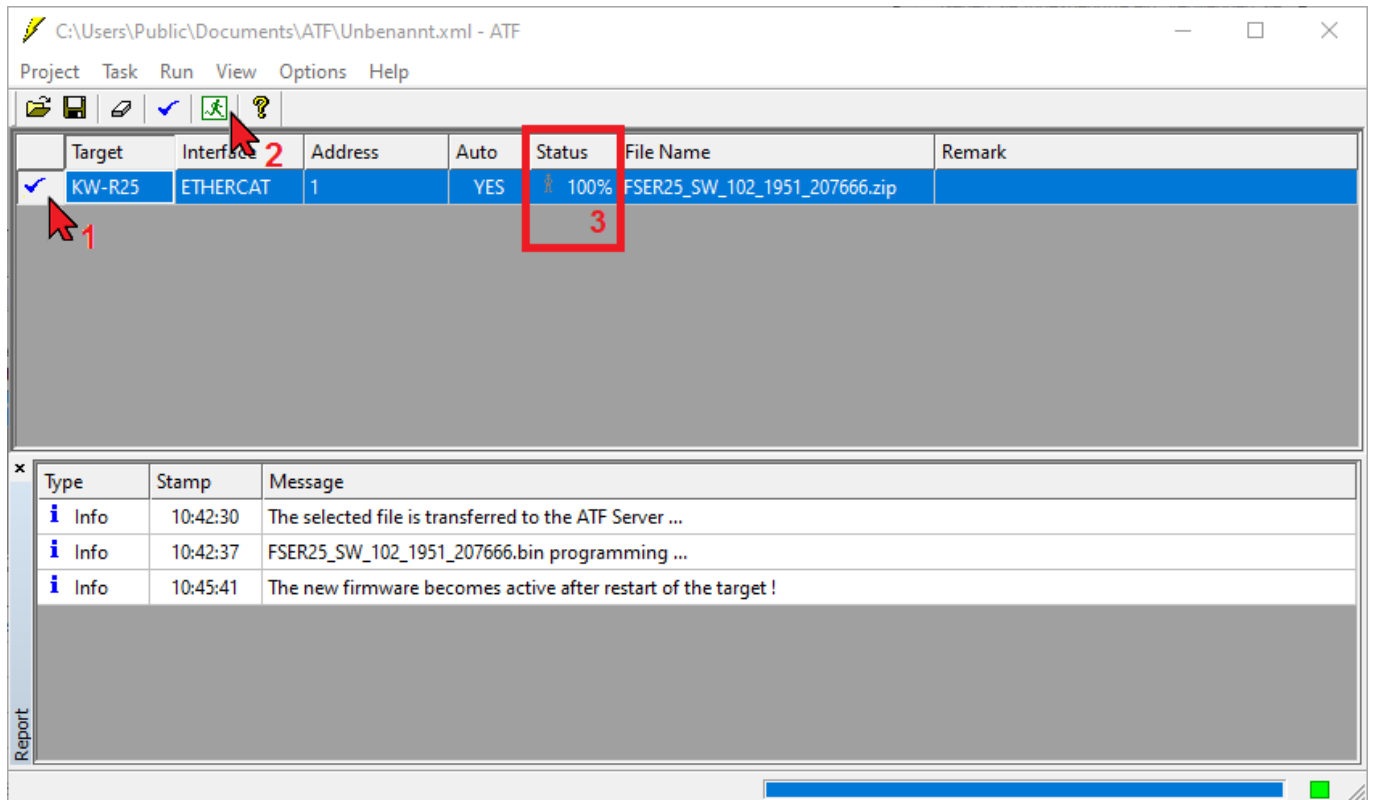 C:\Users\Public\Documents\ATF\Unbenannt.xml - ATF
Project Task Run View Options Help
Target Interface 2 Address Auto Status File Name Remark
KW-R25 ETHERCAT 1 YES 100% FSER25_SW_102_1951_207666.zip
1 3
Type Stamp Message
i Info 10:42:30 The selected file is transferred to the ATF Server ...
i Info 10:42:37 FSER25_SW_102_1951_207666.bin programming ...
i Info 10:45:41 The new firmware becomes active after restart of the target !
Report